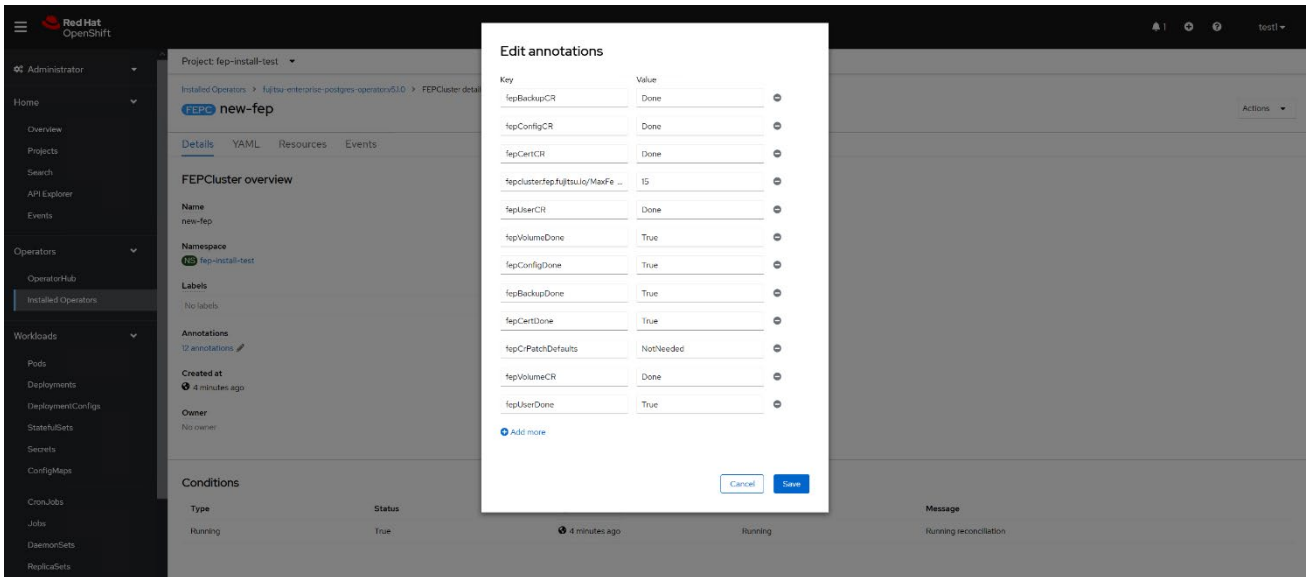 Red Hat
OpenShift
1
test1
Administrator
Home
Overview
Projects
Search
API Explorer
Events
Operators
OperatorHub
Installed Operators
Workloads
Pods
Deployments
DeploymentConfigs
StatefulSets
Secrets
ConfigMaps
CronJobs
Jobs
DaemonSets
ReplicaSets
Project: fep-install-test
Installed Operators > fujitsu-enterprise-postgres-operator.v5.1.0 > FEPCluster detail
FEPC new-fep
Actions
Details YAML Resources Events
FEPCluster overview
Name
new-fep
Namespace
NS fep-install-test
Labels
No labels
Annotations
12 annotations
Created at
4 minutes ago
Owner
No owner
Conditions
Type Status Message
Running True 4 minutes ago Running Running reconciliation
Edit annotations
Key Value
fepBackupCR Done
fepConfigCR Done
fepCertCR Done
fepcluster.fep.fujitsu.io/MaxFe ... 15
fepUserCR Done
fepVolumeDone True
fepConfigDone True
fepBackupDone True
fepCertDone True
fepCrPatchDefaults NotNeeded
fepVolumeCR Done
fepUserDone True
Add more
Cancel Save